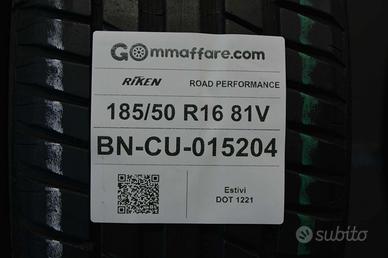 GOmmaffare.com
RIKEN ROAD PERFORMANCE
185/50 R16 81V
BN-CU-015204
Estivi
DOT 1221
subito